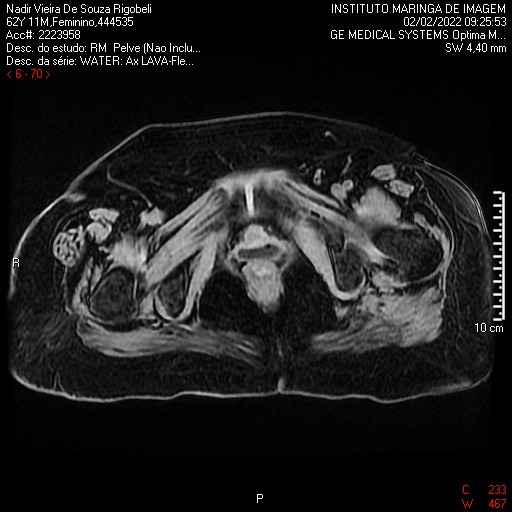 Nadir Vieira De Souza Rigobeli
62Y 11M,Feminino,444535
Acc#: 2223958
Desc. do estudo: RM  Pelve (Nao Inclu...
Desc. da série: WATER: Ax LAVA-Fle...
< 6 - 70 >
INSTITUTO MARINGA DE IMAGEM
02/02/2022 09:25:53
GE MEDICAL SYSTEMS Optima M...
SW 4,40 mm
R
10 cm
P
C 233
W 467